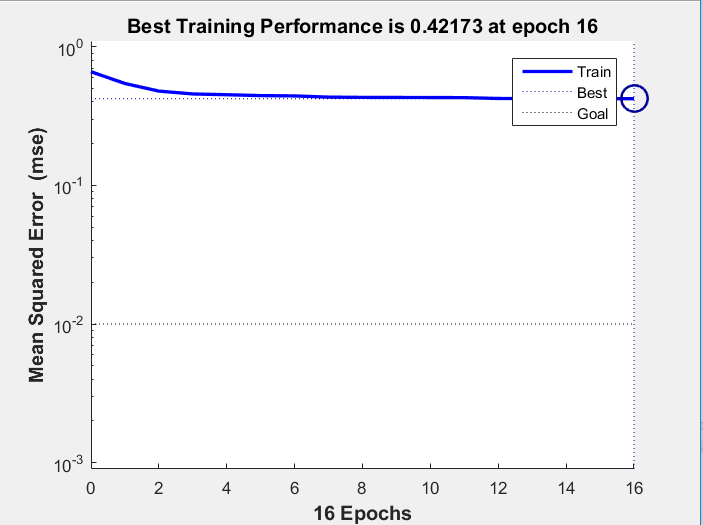 Best Training Performance is 0.42173 at epoch 16
Mean Squared Error (mse)
10^0
10^-1
10^-2
10^-3
Train
Best
Goal
0 2 4 6 8 10 12 14 16
16 Epochs